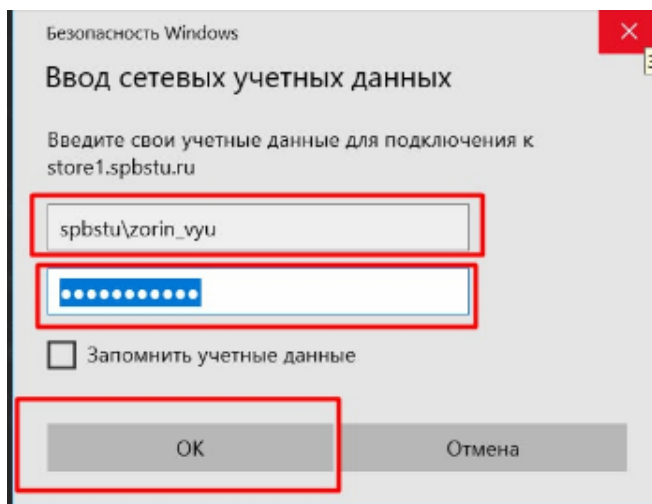 Безопасность Windows
Ввод сетевых учетных данных
Введите свои учетные данные для подключения к
store1.spbstu.ru
spbstu\zorin_vyu
●●●●●●●●●●●
Запомнить учетные данные
ОК
Отмена